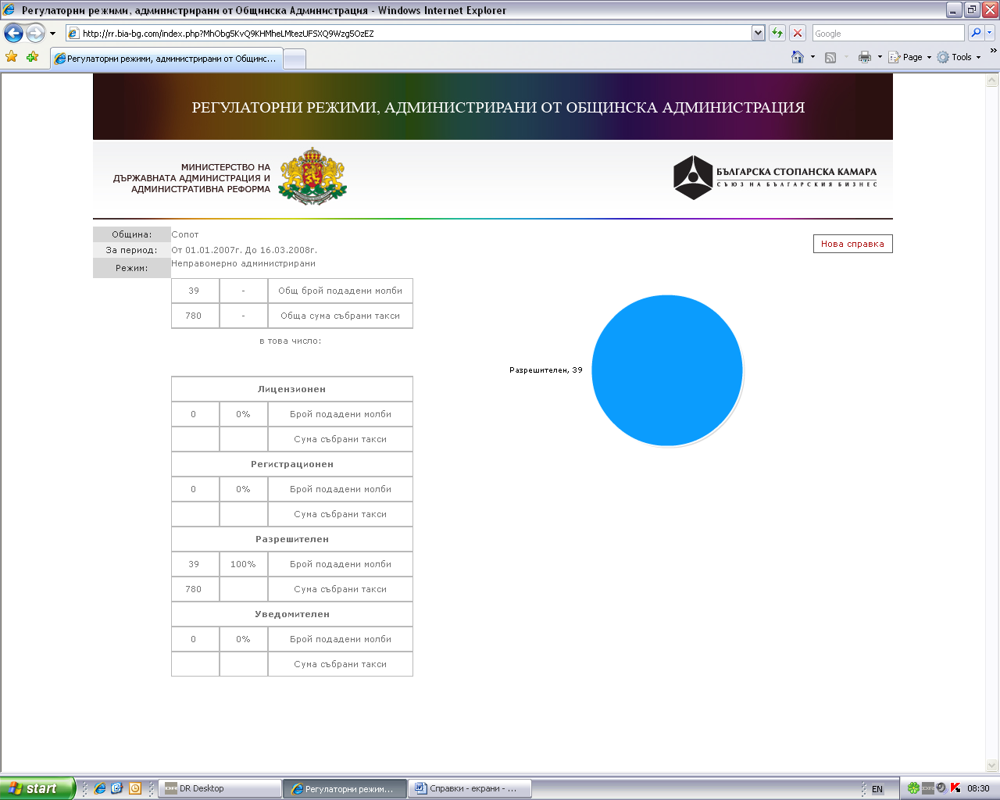 Регулаторни режими, администрирани от Общинска Администрация - Windows Internet Explorer
http://rr.bia-bg.com/index.php?MhObg5KvQ9KHMheLMtezUFSXQ9Wzg5OzEZ
Google
Регулаторни режими, администрирани от Общинс...
Page
Tools
РЕГУЛАТОРНИ РЕЖИМИ, АДМИНИСТРИРАНИ ОТ ОБЩИНСКА АДМИНИСТРАЦИЯ
МИНИСТЕРСТВО НА
ДЪРЖАВНАТА АДМИНИСТРАЦИЯ И
АДМИНИСТРАТИВНА РЕФОРМА
БЪЛГАРСКА СТОПАНСКА КАМАРА
СЪЮЗ НА БЪЛГАРСКИЯ БИЗНЕС
Община: Сопот
Нова справка
За период: От 01.01.2007г. До 16.03.2008г.
Режим: Неправомерно администрирани
39 - Общ брой подадени молби
780 - Обща сума събрани такси
в това число:
Разрешителен, 39
Лицензионен
0 0% Брой подадени молби
Сума събрани такси
Регистрационен
0 0% Брой подадени молби
Сума събрани такси
Разрешителен
39 100% Брой подадени молби
780 Сума събрани такси
Уведомителен
0 0% Брой подадени молби
Сума събрани такси
start
DR Desktop
Регулаторни режим...
Справки - екрани - ...
EN
08:30